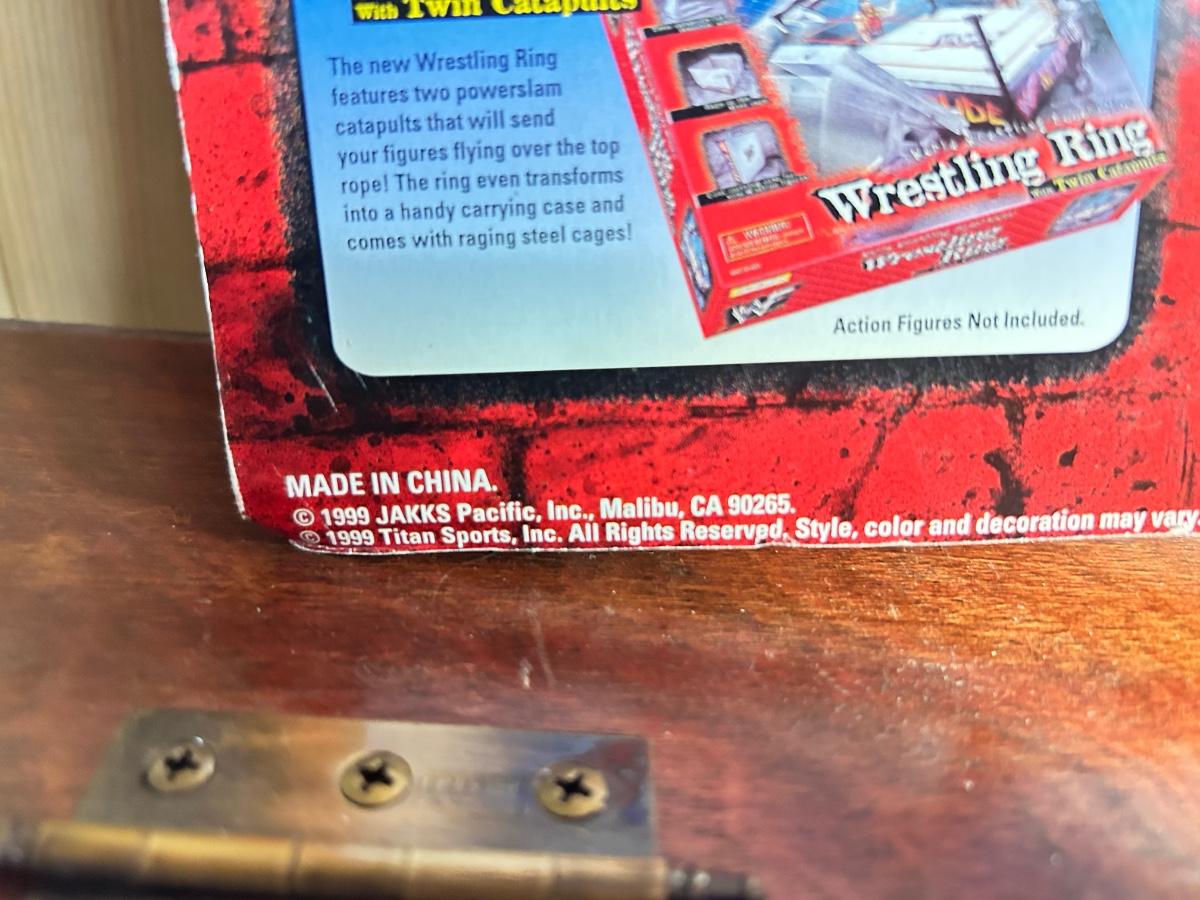 With Twin Catapults
The new Wrestling Ring
features two powerslam
catapults that will send
your figures flying over the top
rope! The ring even transforms
into a handy carrying case and
comes with raging steel cages!
Wrestling Ring
With Twin Catapults
WARNING:
Wrestling
Ring
Action Figures Not Included.
MADE IN CHINA.
© 1999 JAKKS Pacific, Inc., Malibu, CA 90265.
© 1999 Titan Sports, Inc. All Rights Reserved. Style, color and decoration may vary